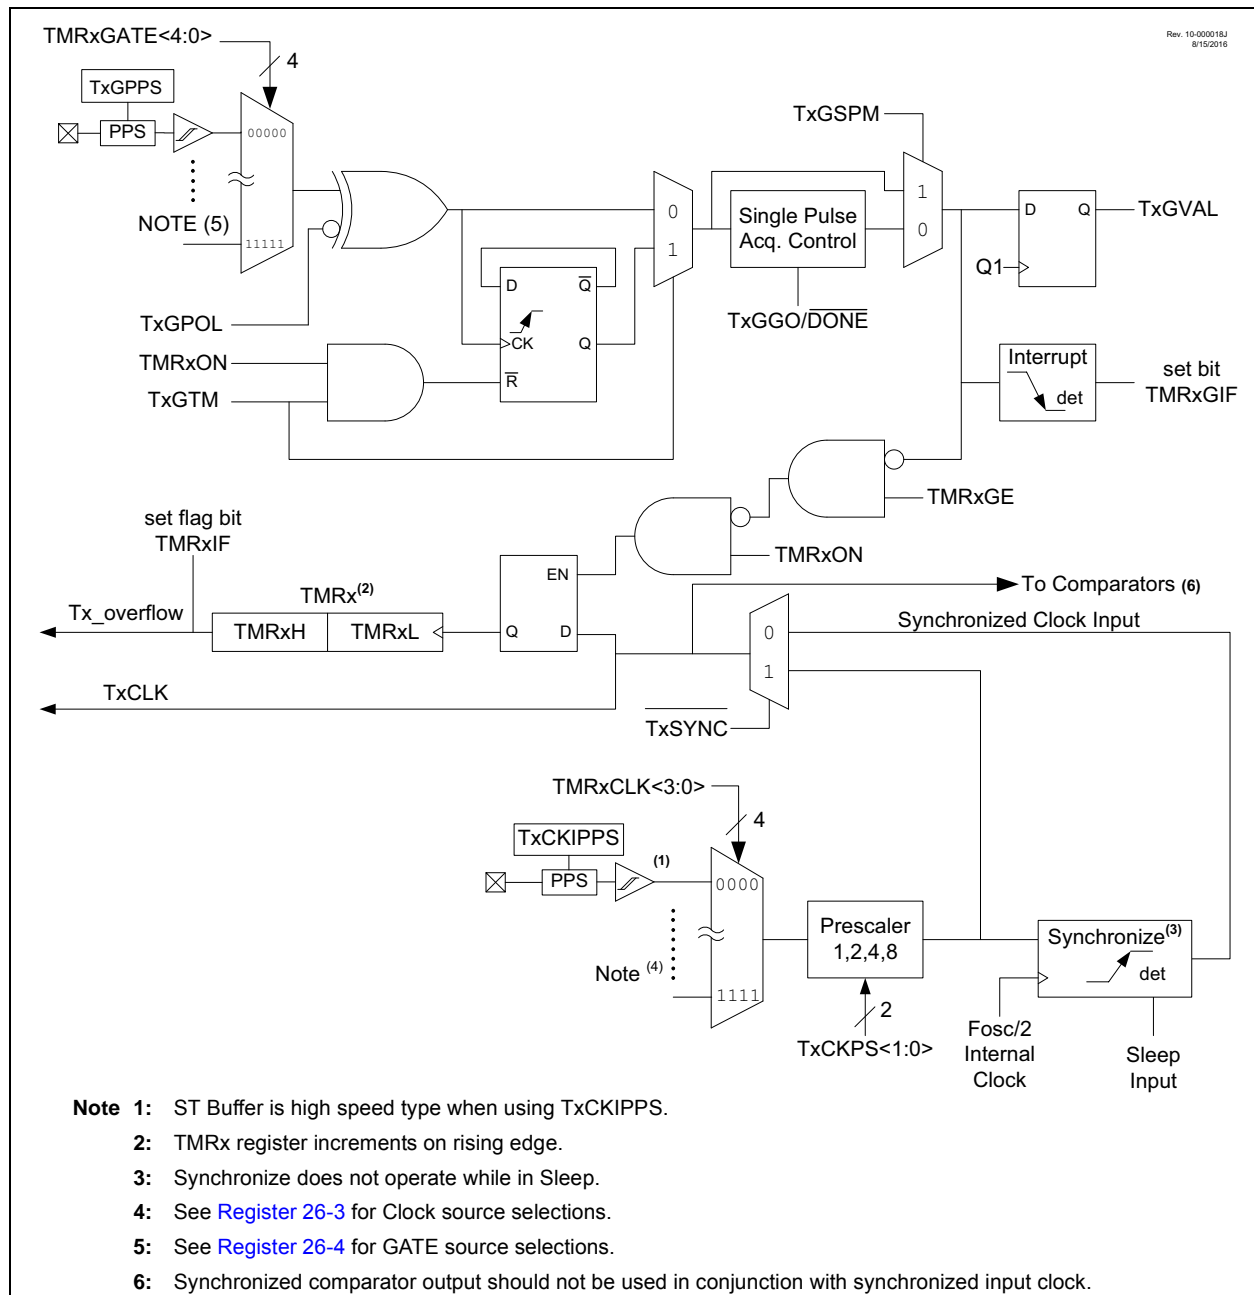 Rev. 10-000018J
8/15/2016
TMRxGATE<4:0>
4
TxGPPS
PPS
00000
NOTE (5)
11111
TxGPOL
TMRxON
TxGTM
D
Q
CK
Q
R
0
1
TxGSPM
Single Pulse
Acq. Control
TxGGO/DONE
1
0
D
Q
Q1
TxGVAL
Interrupt
det
set bit
TMRxGIF
TMRxGE
TMRxON
set flag bit
TMRxIF
Tx_overflow
TMRx(2)
TMRxH
TMRxL
EN
Q
D
TxCLK
To Comparators (6)
Synchronized Clock Input
0
1
TxSYNC
TMRxCLK<3:0>
4
TxCKIPPS
PPS
(1)
0000
Note (4)
1111
Prescaler
1,2,4,8
2
TxCKPS<1:0>
Synchronize(3)
det
Fosc/2
Internal
Clock
Sleep
Input
Note 1: ST Buffer is high speed type when using TxCKIPPS.
2: TMRx register increments on rising edge.
3: Synchronize does not operate while in Sleep.
4: See Register 26-3 for Clock source selections.
5: See Register 26-4 for GATE source selections.
6: Synchronized comparator output should not be used in conjunction with synchronized input clock.